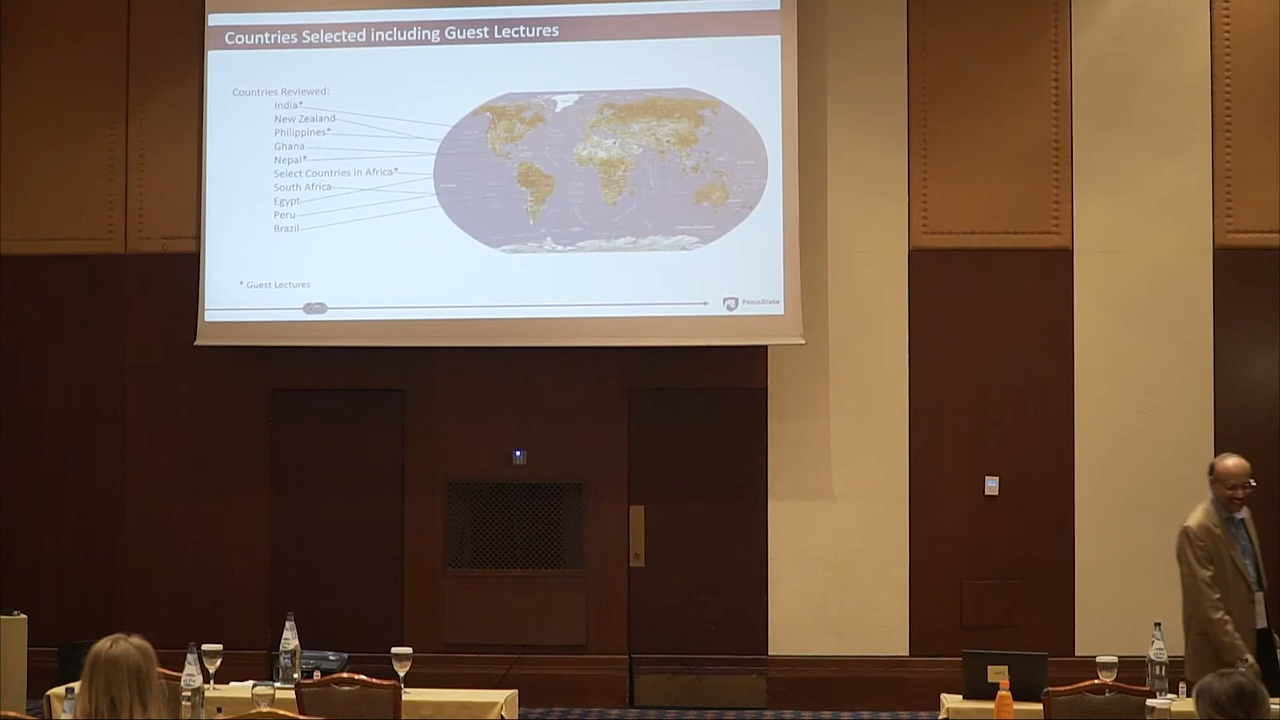 Countries Selected including Guest Lectures
Countries Reviewed:
India*
New Zealand
Philippines*
Ghana
Nepal*
Select Countries in Africa*
South Africa
Egypt
Peru
Brazil
* Guest Lectures
PennState